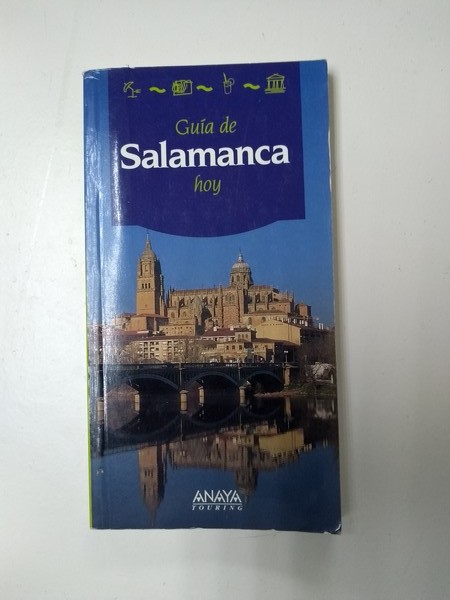 Guía de
Salamanca
hoy
ANAYA
TOURING